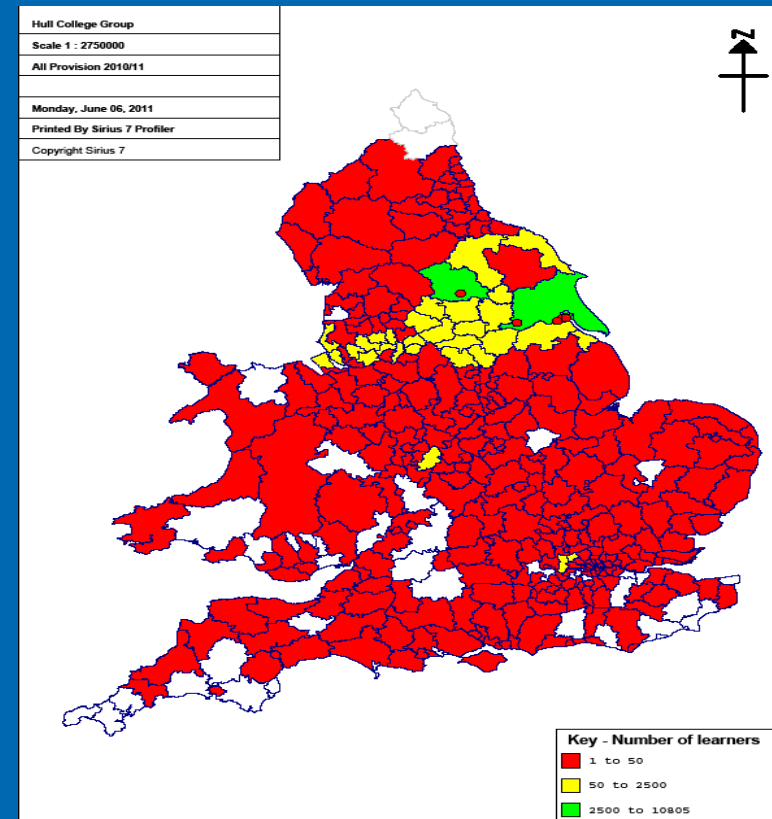 Hull College Group
Scale 1 : 2750000
All Provision 2010/11
Monday, June 06, 2011
Printed By Sirius 7 Profiler
Copyright Sirius 7
N
Key - Number of learners
1 to 50
50 to 2500
2500 to 10805